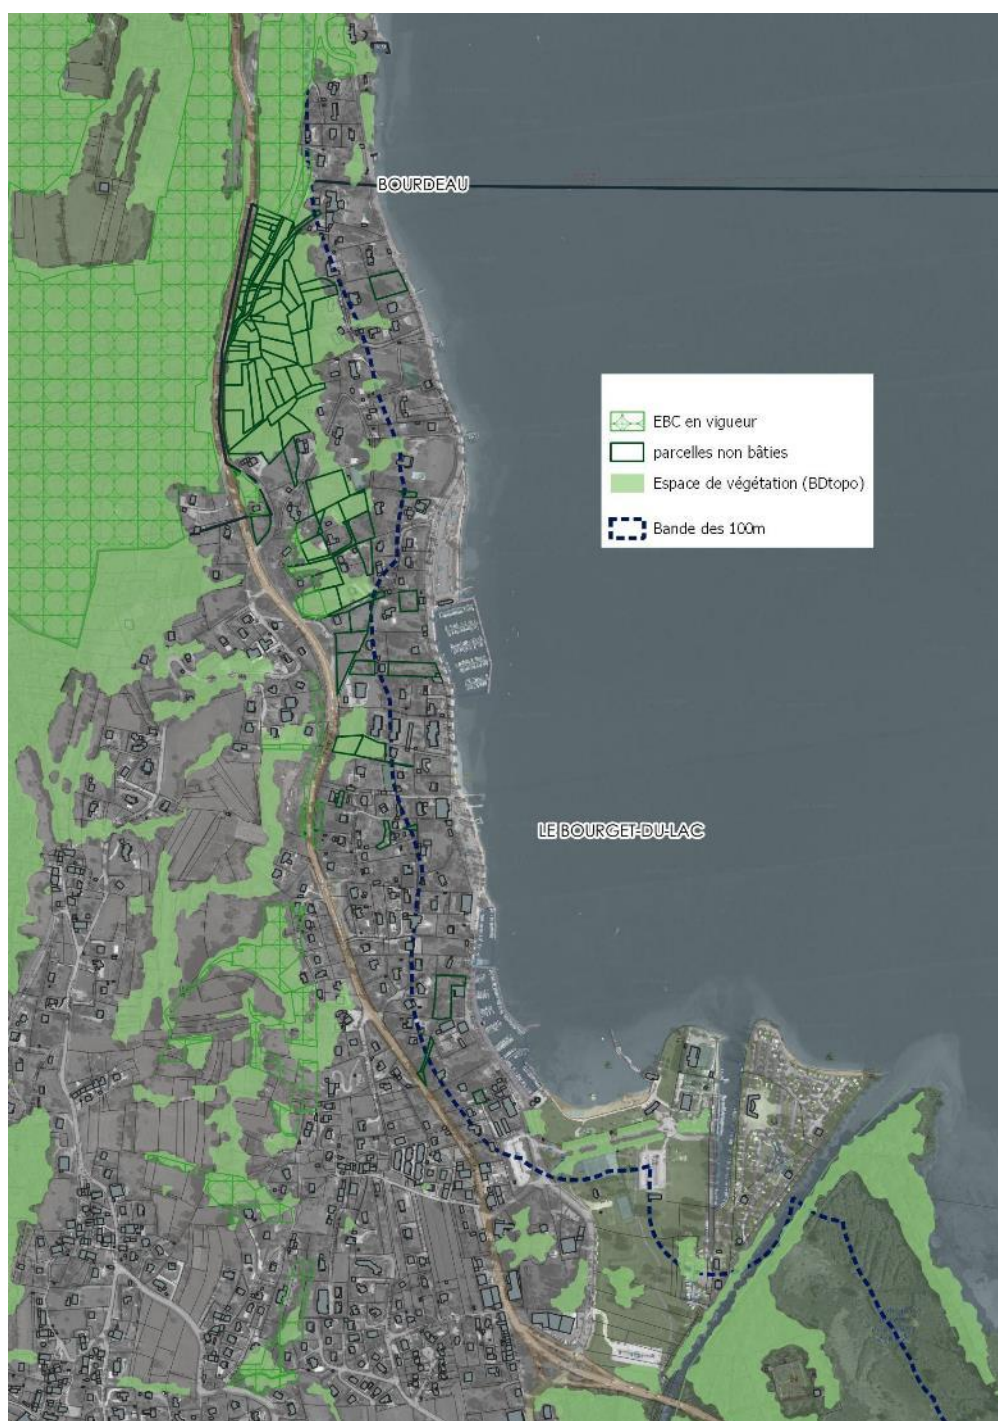 BOURDEAU
EBC en vigueur
parcelles non bâties
Espace de végétation (BDtopo)
Bande des 100m
LE BOURGET-DU-LAC